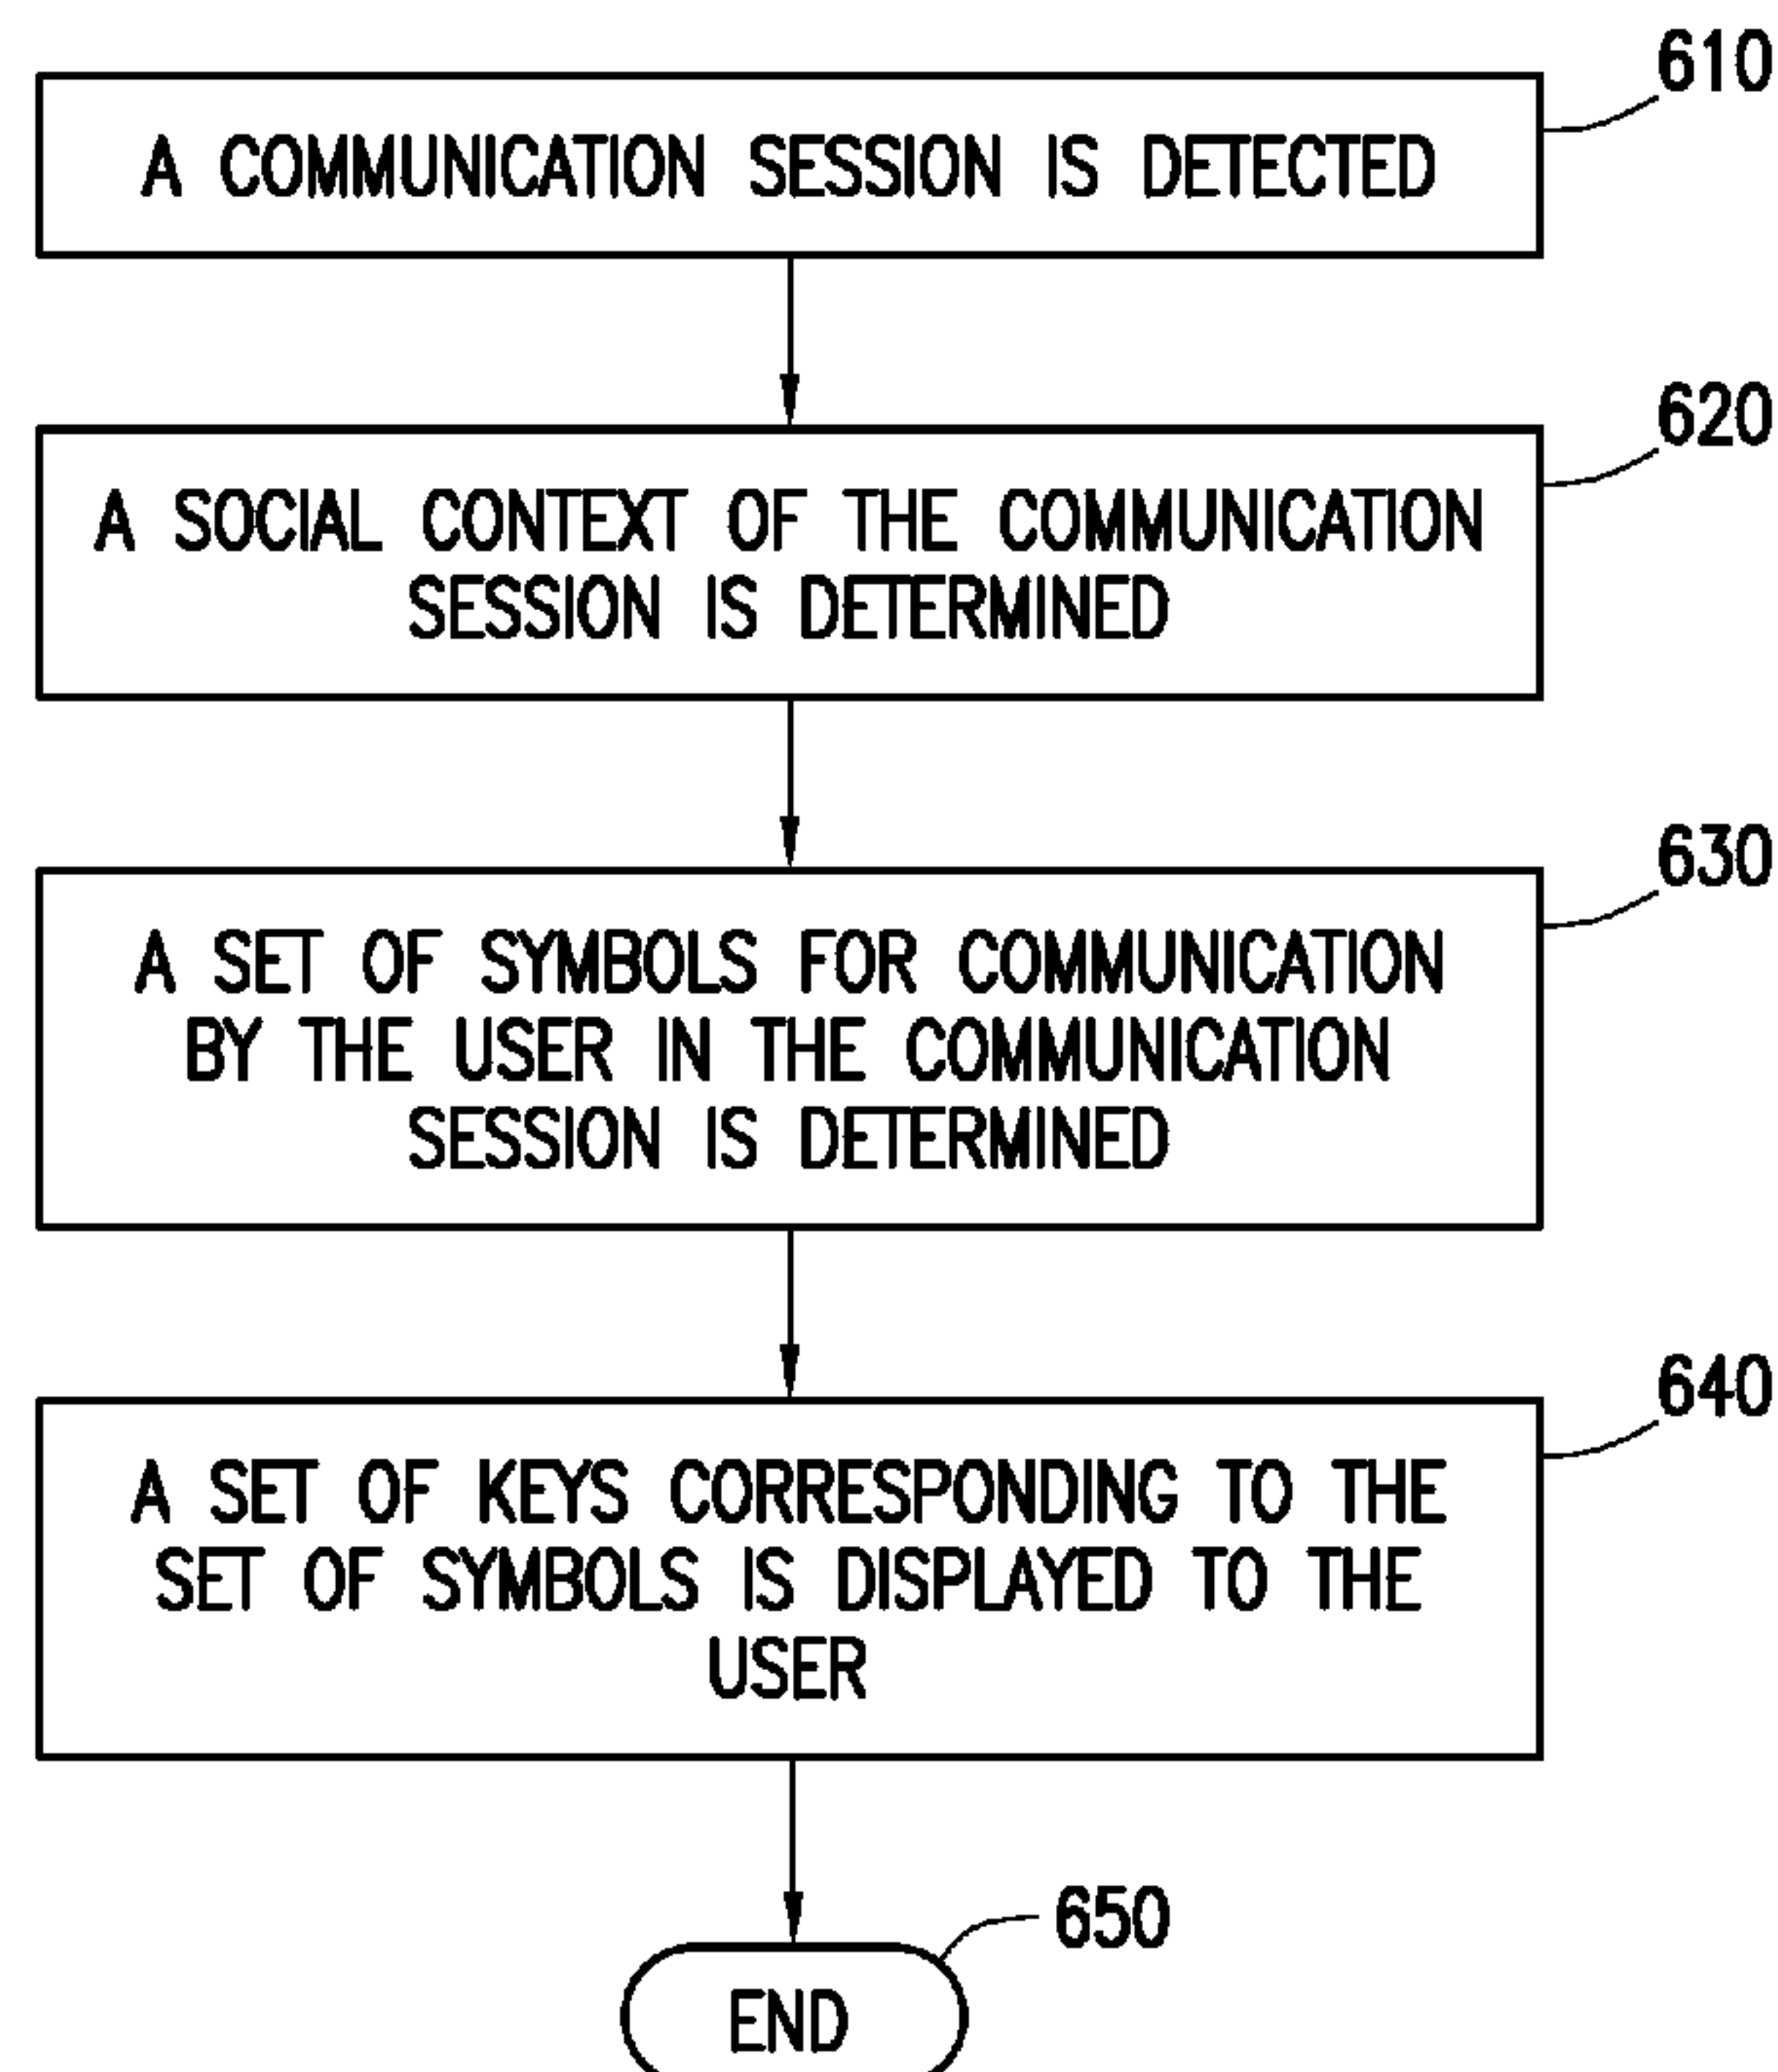 610
A COMMUNICATION SESSION IS DETECTED
620
A SOCIAL CONTEXT OF THE COMMUNICATION
SESSION IS DETERMINED
630
A SET OF SYMBOLS FOR COMMUNICATION
BY THE USER IN THE COMMUNICATION
SESSION IS DETERMINED
640
A SET OF KEYS CORRESPONDING TO THE
SET OF SYMBOLS IS DISPLAYED TO THE
USER
650
END